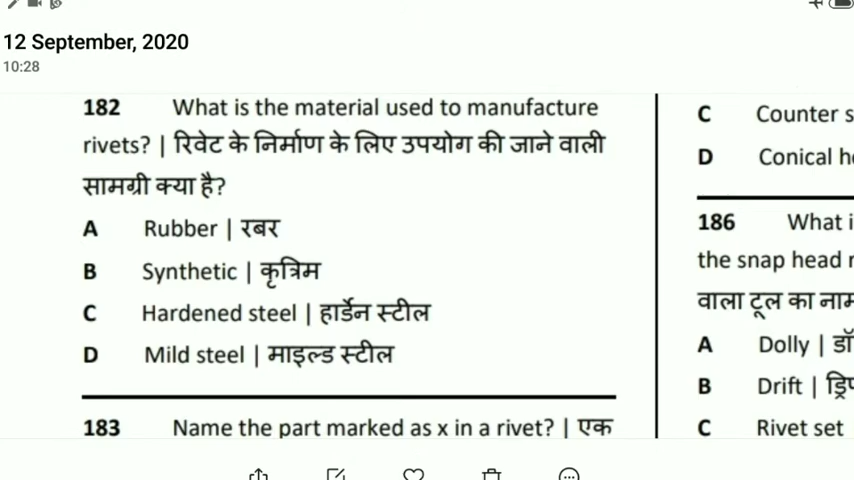 12 September, 2020
10:28
182 What is the material used to manufacture
rivets? | रिवेट के निर्माण के लिए उपयोग की जाने वाली
सामग्री क्या है?
A Rubber | रबर
B Synthetic | कृत्रिम
C Hardened steel | हार्डेन स्टील
D Mild steel | माइल्ड स्टील
183 Name the part marked as x in a rivet? | एक
C Counter
D Conical
186 What
the snap head
वाला टूल का
A Dolly |
B Drift |
C Rivet set